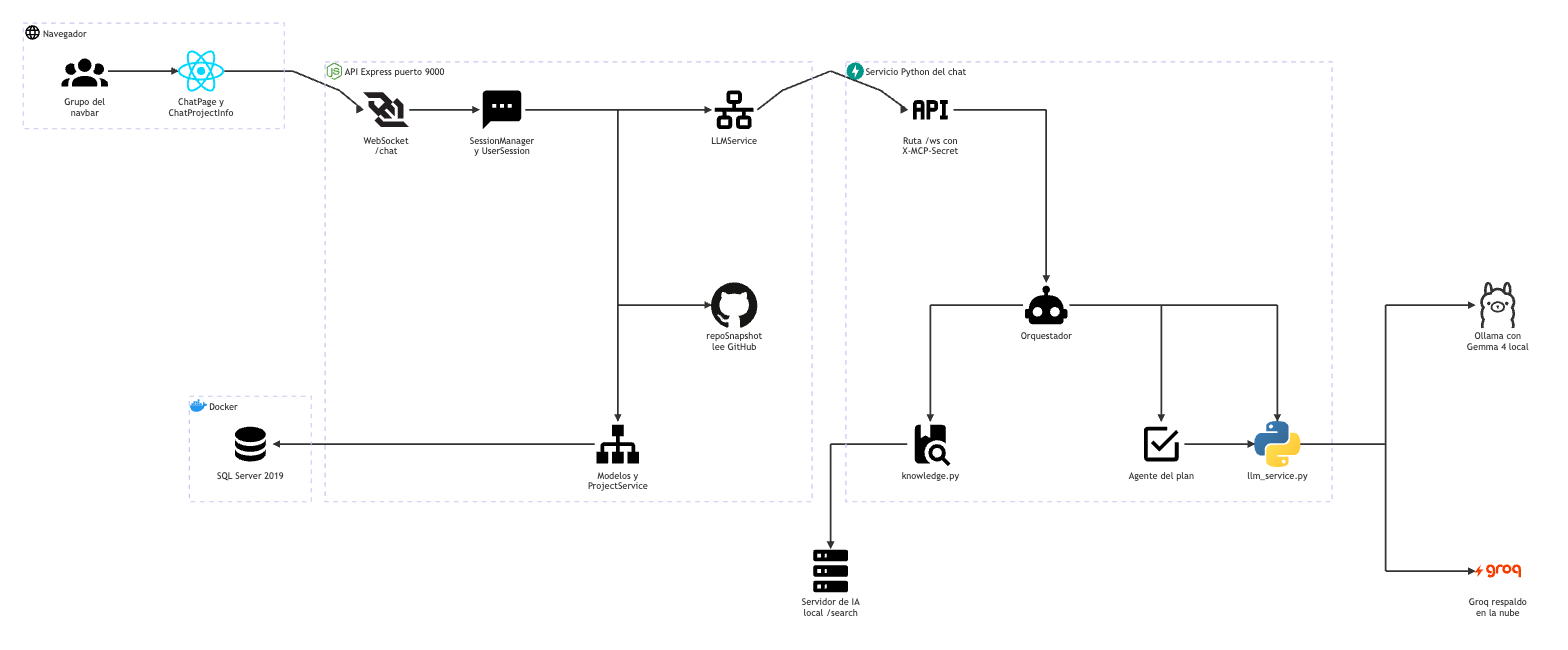 Navegador
Grupo del
navbar
ChatPage y
ChatProjectInfo
API Express puerto 9000
WebSocket
/chat
SessionManager
y UserSession
LLMService
Servicio Python del chat
API
Ruta /ws con
X-MCP-Secret
repoSnapshot
lee GitHub
Orquestador
Ollama con
Gemma 4 local
Docker
SQL Server 2019
Modelos y
ProjectService
knowledge.py
Agente del plan
llm_service.py
Servidor de IA
local /search
groq
Groq respaldo
en la nube